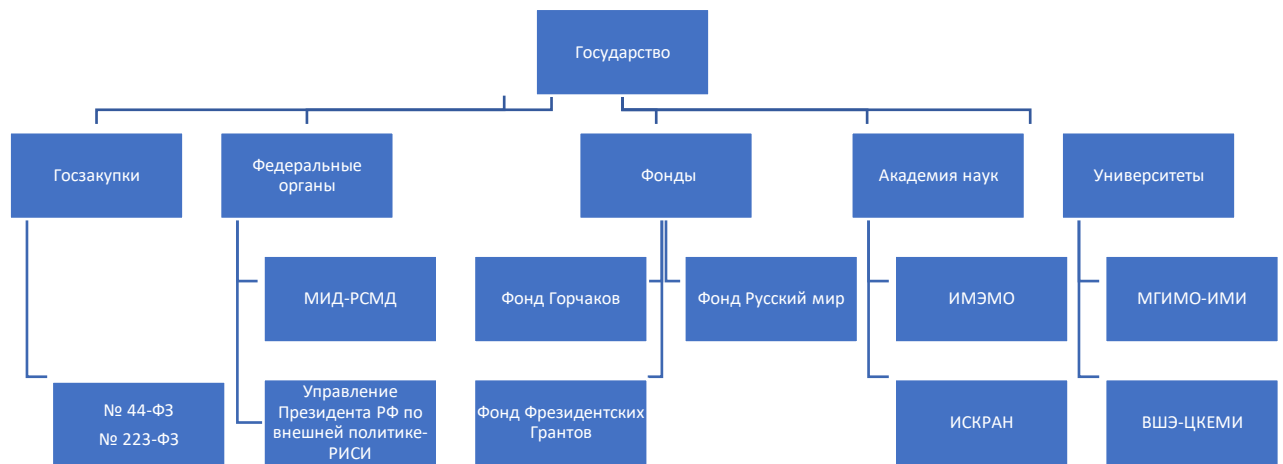 Государство
Госзакупки
Федеральные
органы
Фонды
Академия наук
Университеты
МИД-РСМД
Фонд Горчаков
Фонд Русский мир
ИМЭМО
МГИМО-ИМИ
№ 44-ФЗ
№ 223-ФЗ
Управление
Президента РФ по
внешней политике-
РИСИ
Фонд Фрезидентских
Грантов
ИСКРАН
ВШЭ-ЦКЕМИ